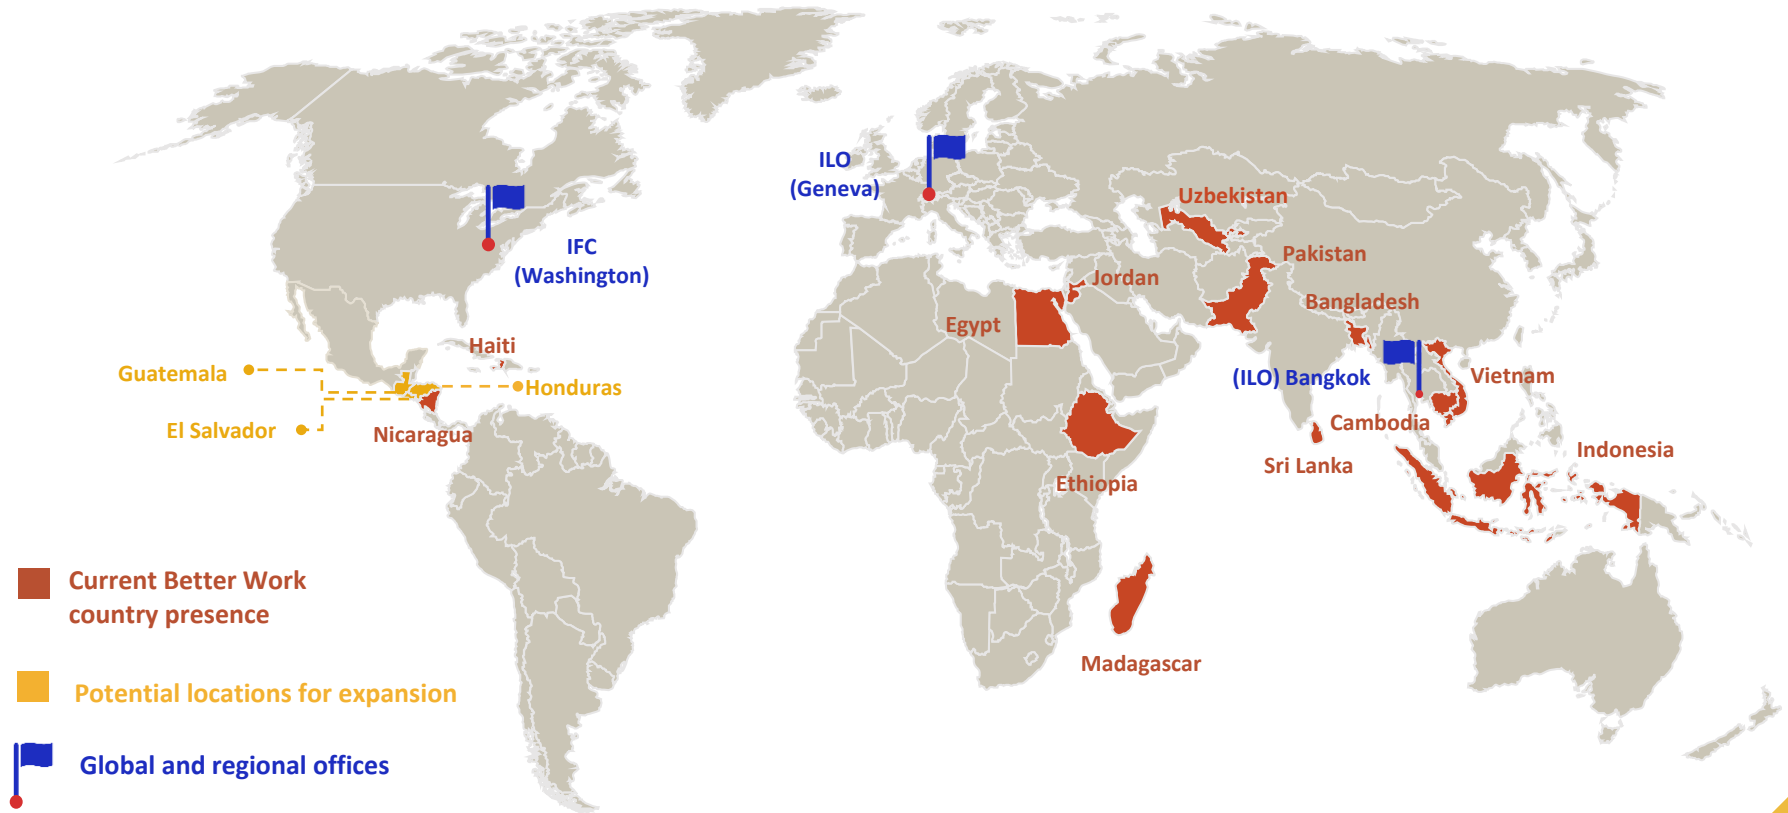 ILO
(Geneva)
Uzbekistan
IFC
(Washington)
Pakistan
Jordan
Bangladesh
Egypt
Haiti
Guatemala
Honduras
(ILO) Bangkok
Vietnam
El Salvador
Nicaragua
Cambodia
Sri Lanka
Indonesia
Ethiopia
Madagascar
Current Better Work
country presence
Potential locations for expansion
Global and regional offices